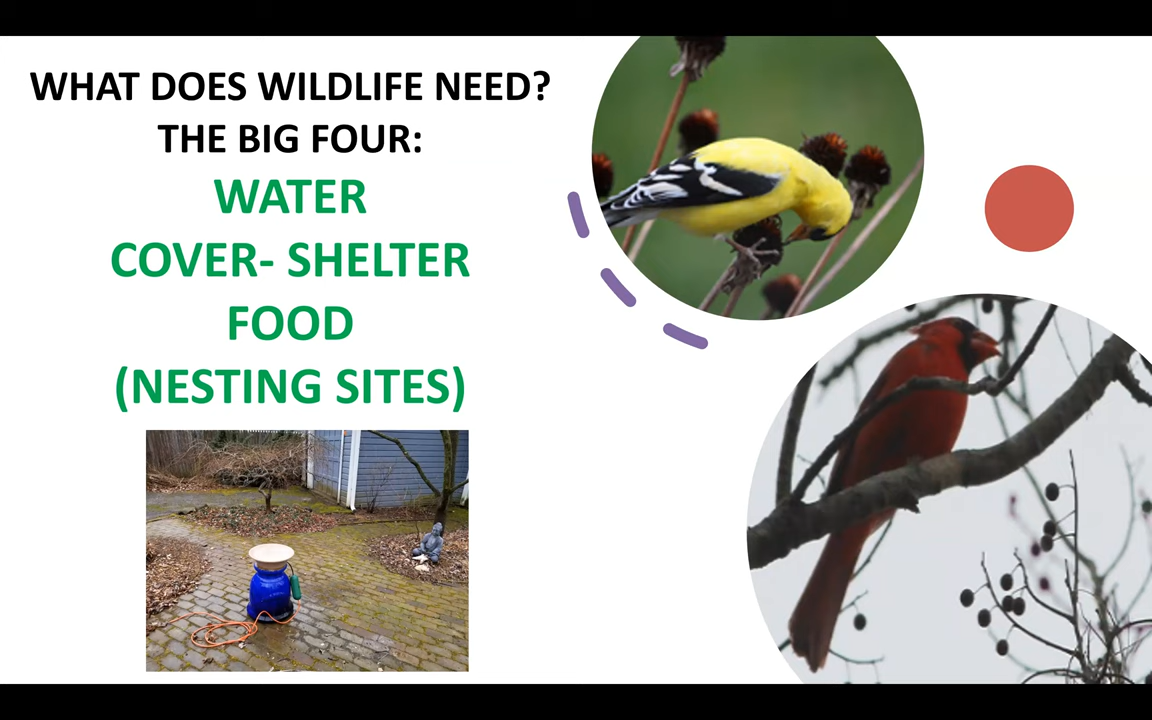 WHAT DOES WILDLIFE NEED?
THE BIG FOUR:
WATER
COVER- SHELTER
FOOD
(NESTING SITES)